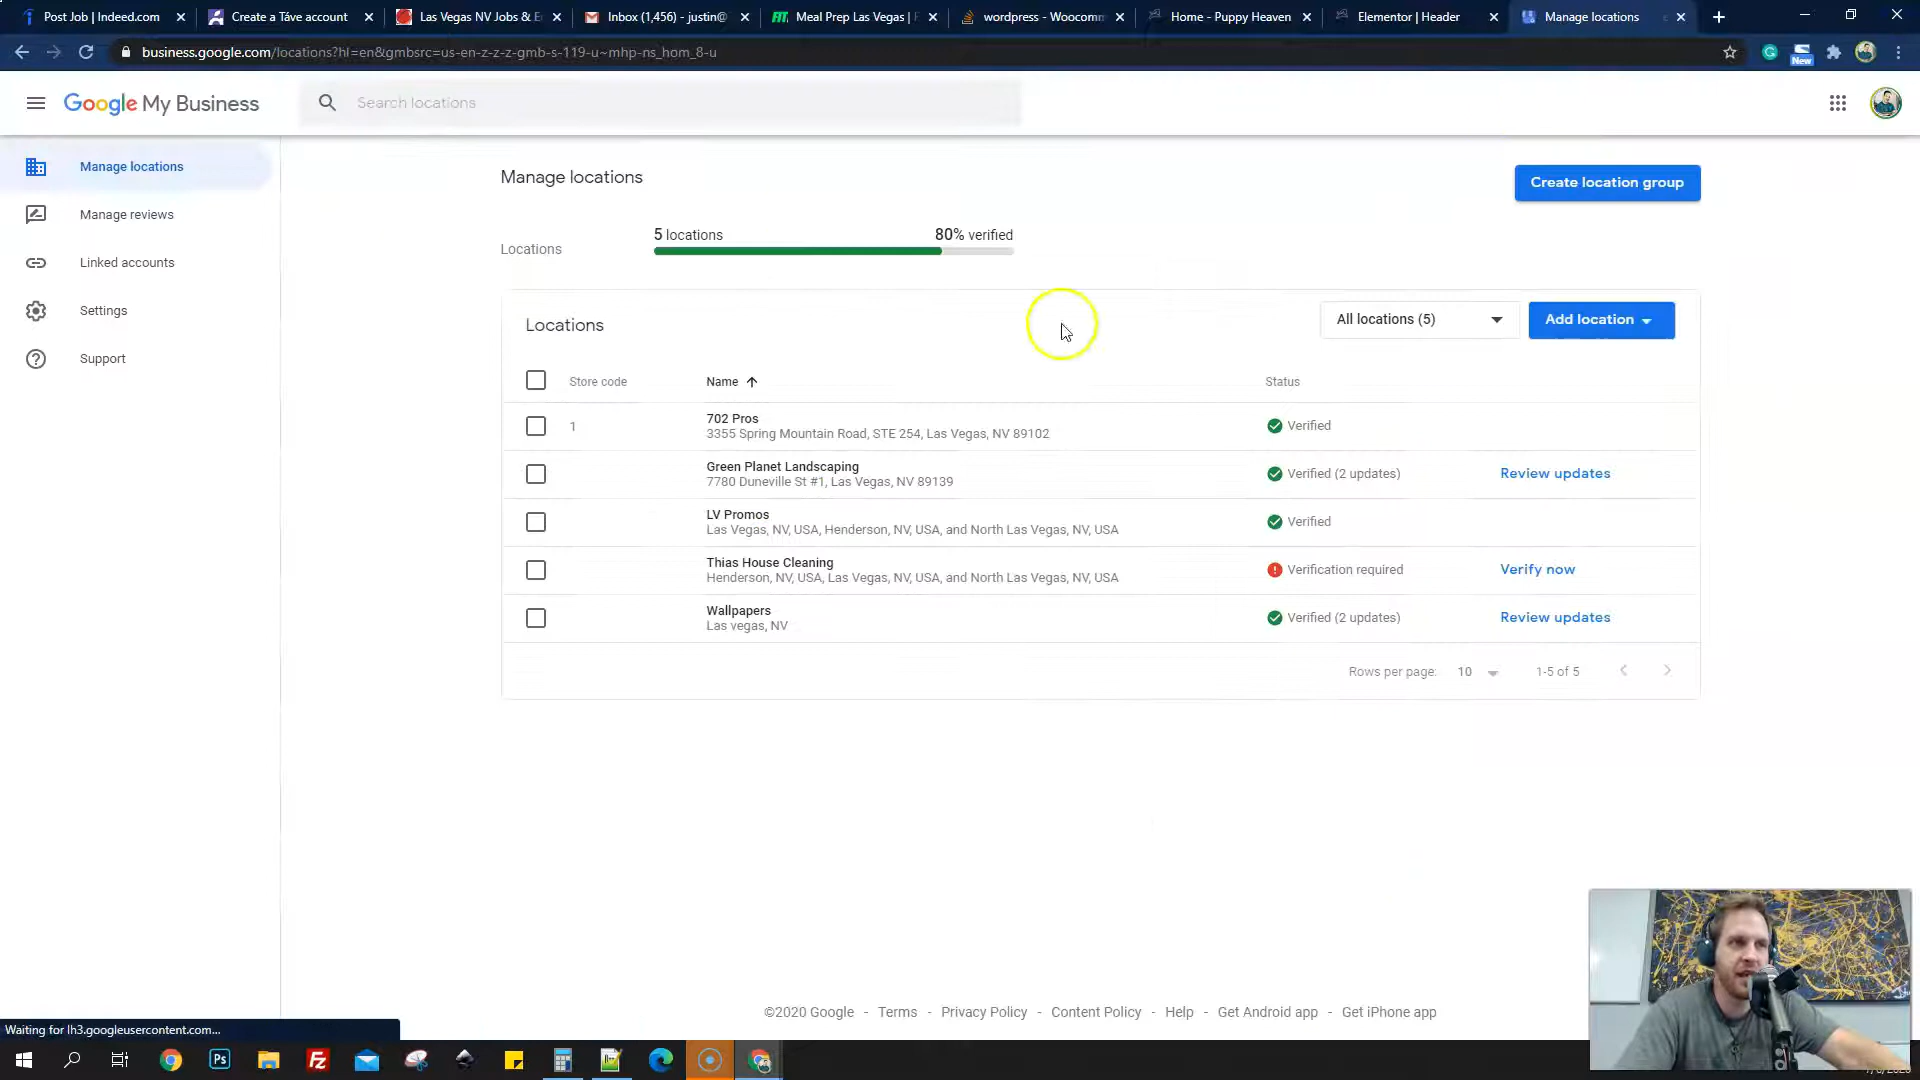 Post Job | Indeed.com
Create a Táve account
Las Vegas NV Jobs & E
Inbox (1,456) - justin@
Meal Prep Las Vegas | F
wordpress - Woocomm
Home - Puppy Heaven
Elementor | Header
Manage locations
business.google.com/locations?hl=en&gmbsrc=us-en-z-z-z-gmb-s-119-u~mhp-ns_hom_8-u
New
Google My Business
Search locations
Manage locations
Manage reviews
Linked accounts
Settings
Support
Manage locations
Create location group
Locations
5 locations
80% verified
Locations
All locations (5)
Add location
Store code
Name
Status
1
702 Pros
3355 Spring Mountain Road, STE 254, Las Vegas, NV 89102
Verified
Green Planet Landscaping
7780 Duneville St #1, Las Vegas, NV 89139
Verified (2 updates)
Review updates
LV Promos
Las Vegas, NV, USA, Henderson, NV, USA, and North Las Vegas, NV, USA
Verified
Thias House Cleaning
Henderson, NV, USA, Las Vegas, NV, USA, and North Las Vegas, NV, USA
Verification required
Verify now
Wallpapers
Las vegas, NV
Verified (2 updates)
Review updates
Rows per page:
10
1-5 of 5
©2020 Google - Terms - Privacy Policy - Content Policy - Help - Get Android app - Get iPhone app
Waiting for lh3.googleusercontent.com...
Ps